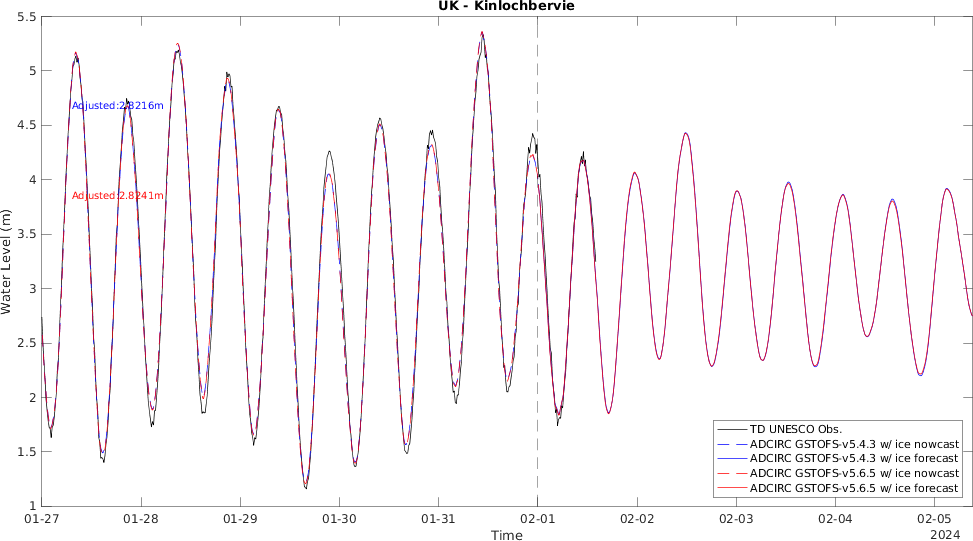 UK - Kinlochbervie
5.5
5
4.5
4
3.5
3
2.5
2
1.5
1
Water Level (m)
Adjusted:2.8216m
Adjusted:2.8241m
TD UNESCO Obs.
ADCIRC GSTOFS-v5.4.3 w/ ice nowcast
ADCIRC GSTOFS-v5.4.3 w/ ice forecast
ADCIRC GSTOFS-v5.6.5 w/ ice nowcast
ADCIRC GSTOFS-v5.6.5 w/ ice forecast
01-27 01-28 01-29 01-30 01-31 02-01 02-02 02-03 02-04 02-05
Time
2024